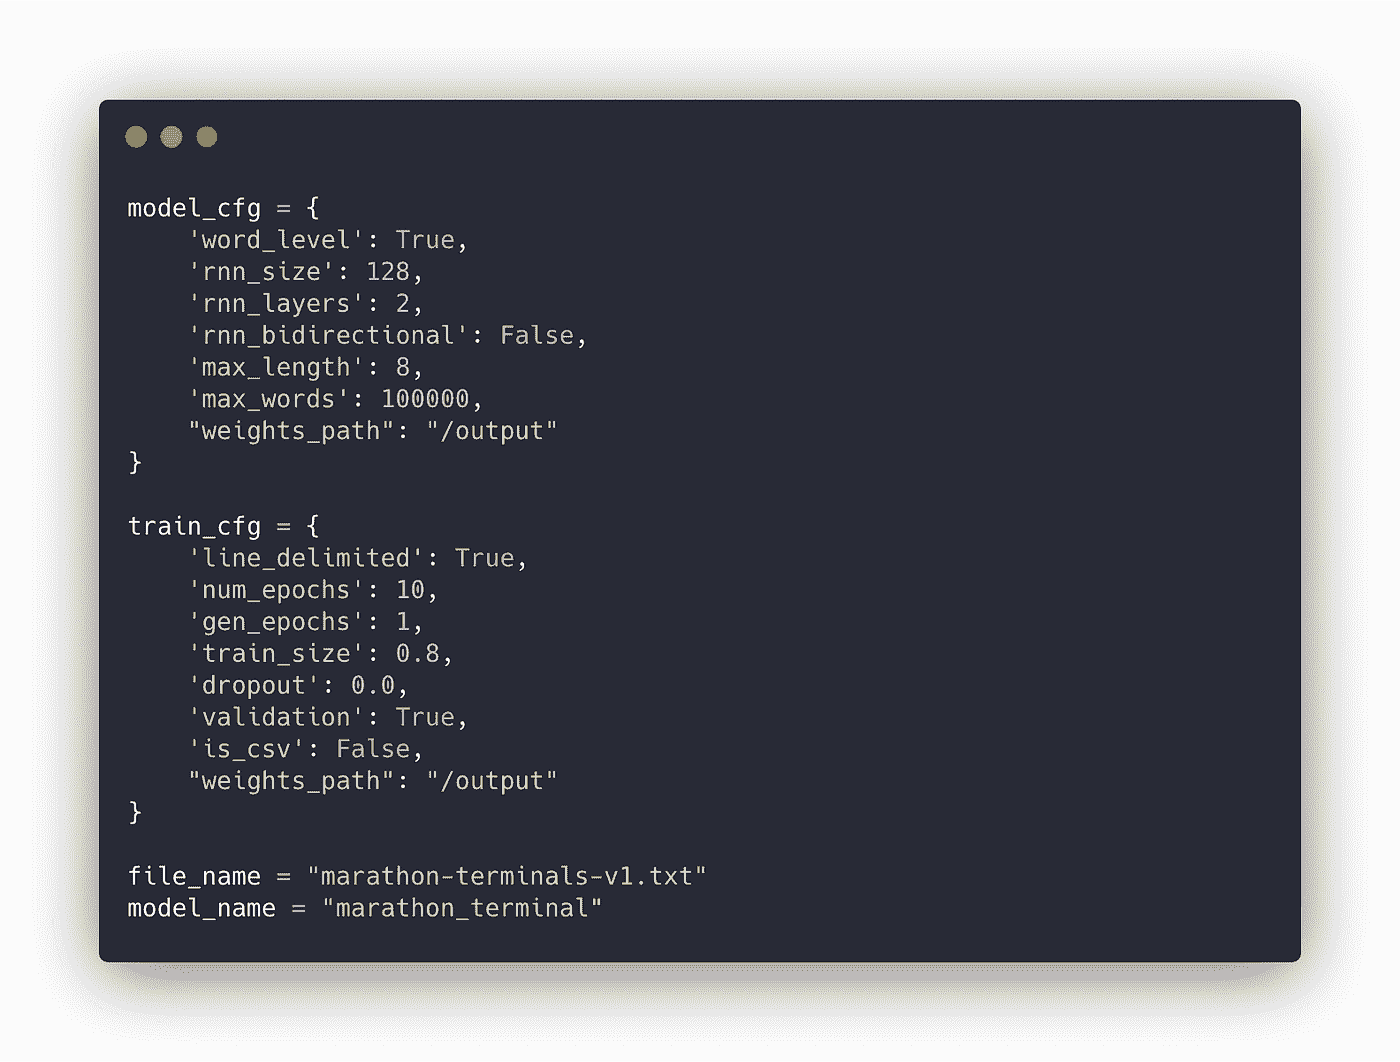 model_cfg = {
    'word_level': True,
    'rnn_size': 128,
    'rnn_layers': 2,
    'rnn_bidirectional': False,
    'max_length': 8,
    'max_words': 100000,
    "weights_path": "/output"
}

train_cfg = {
    'line_delimited': True,
    'num_epochs': 10,
    'gen_epochs': 1,
    'train_size': 0.8,
    'dropout': 0.0,
    'validation': True,
    'is_csv': False,
    "weights_path": "/output"
}

file_name = "marathon-terminals-v1.txt"
model_name = "marathon_terminal"